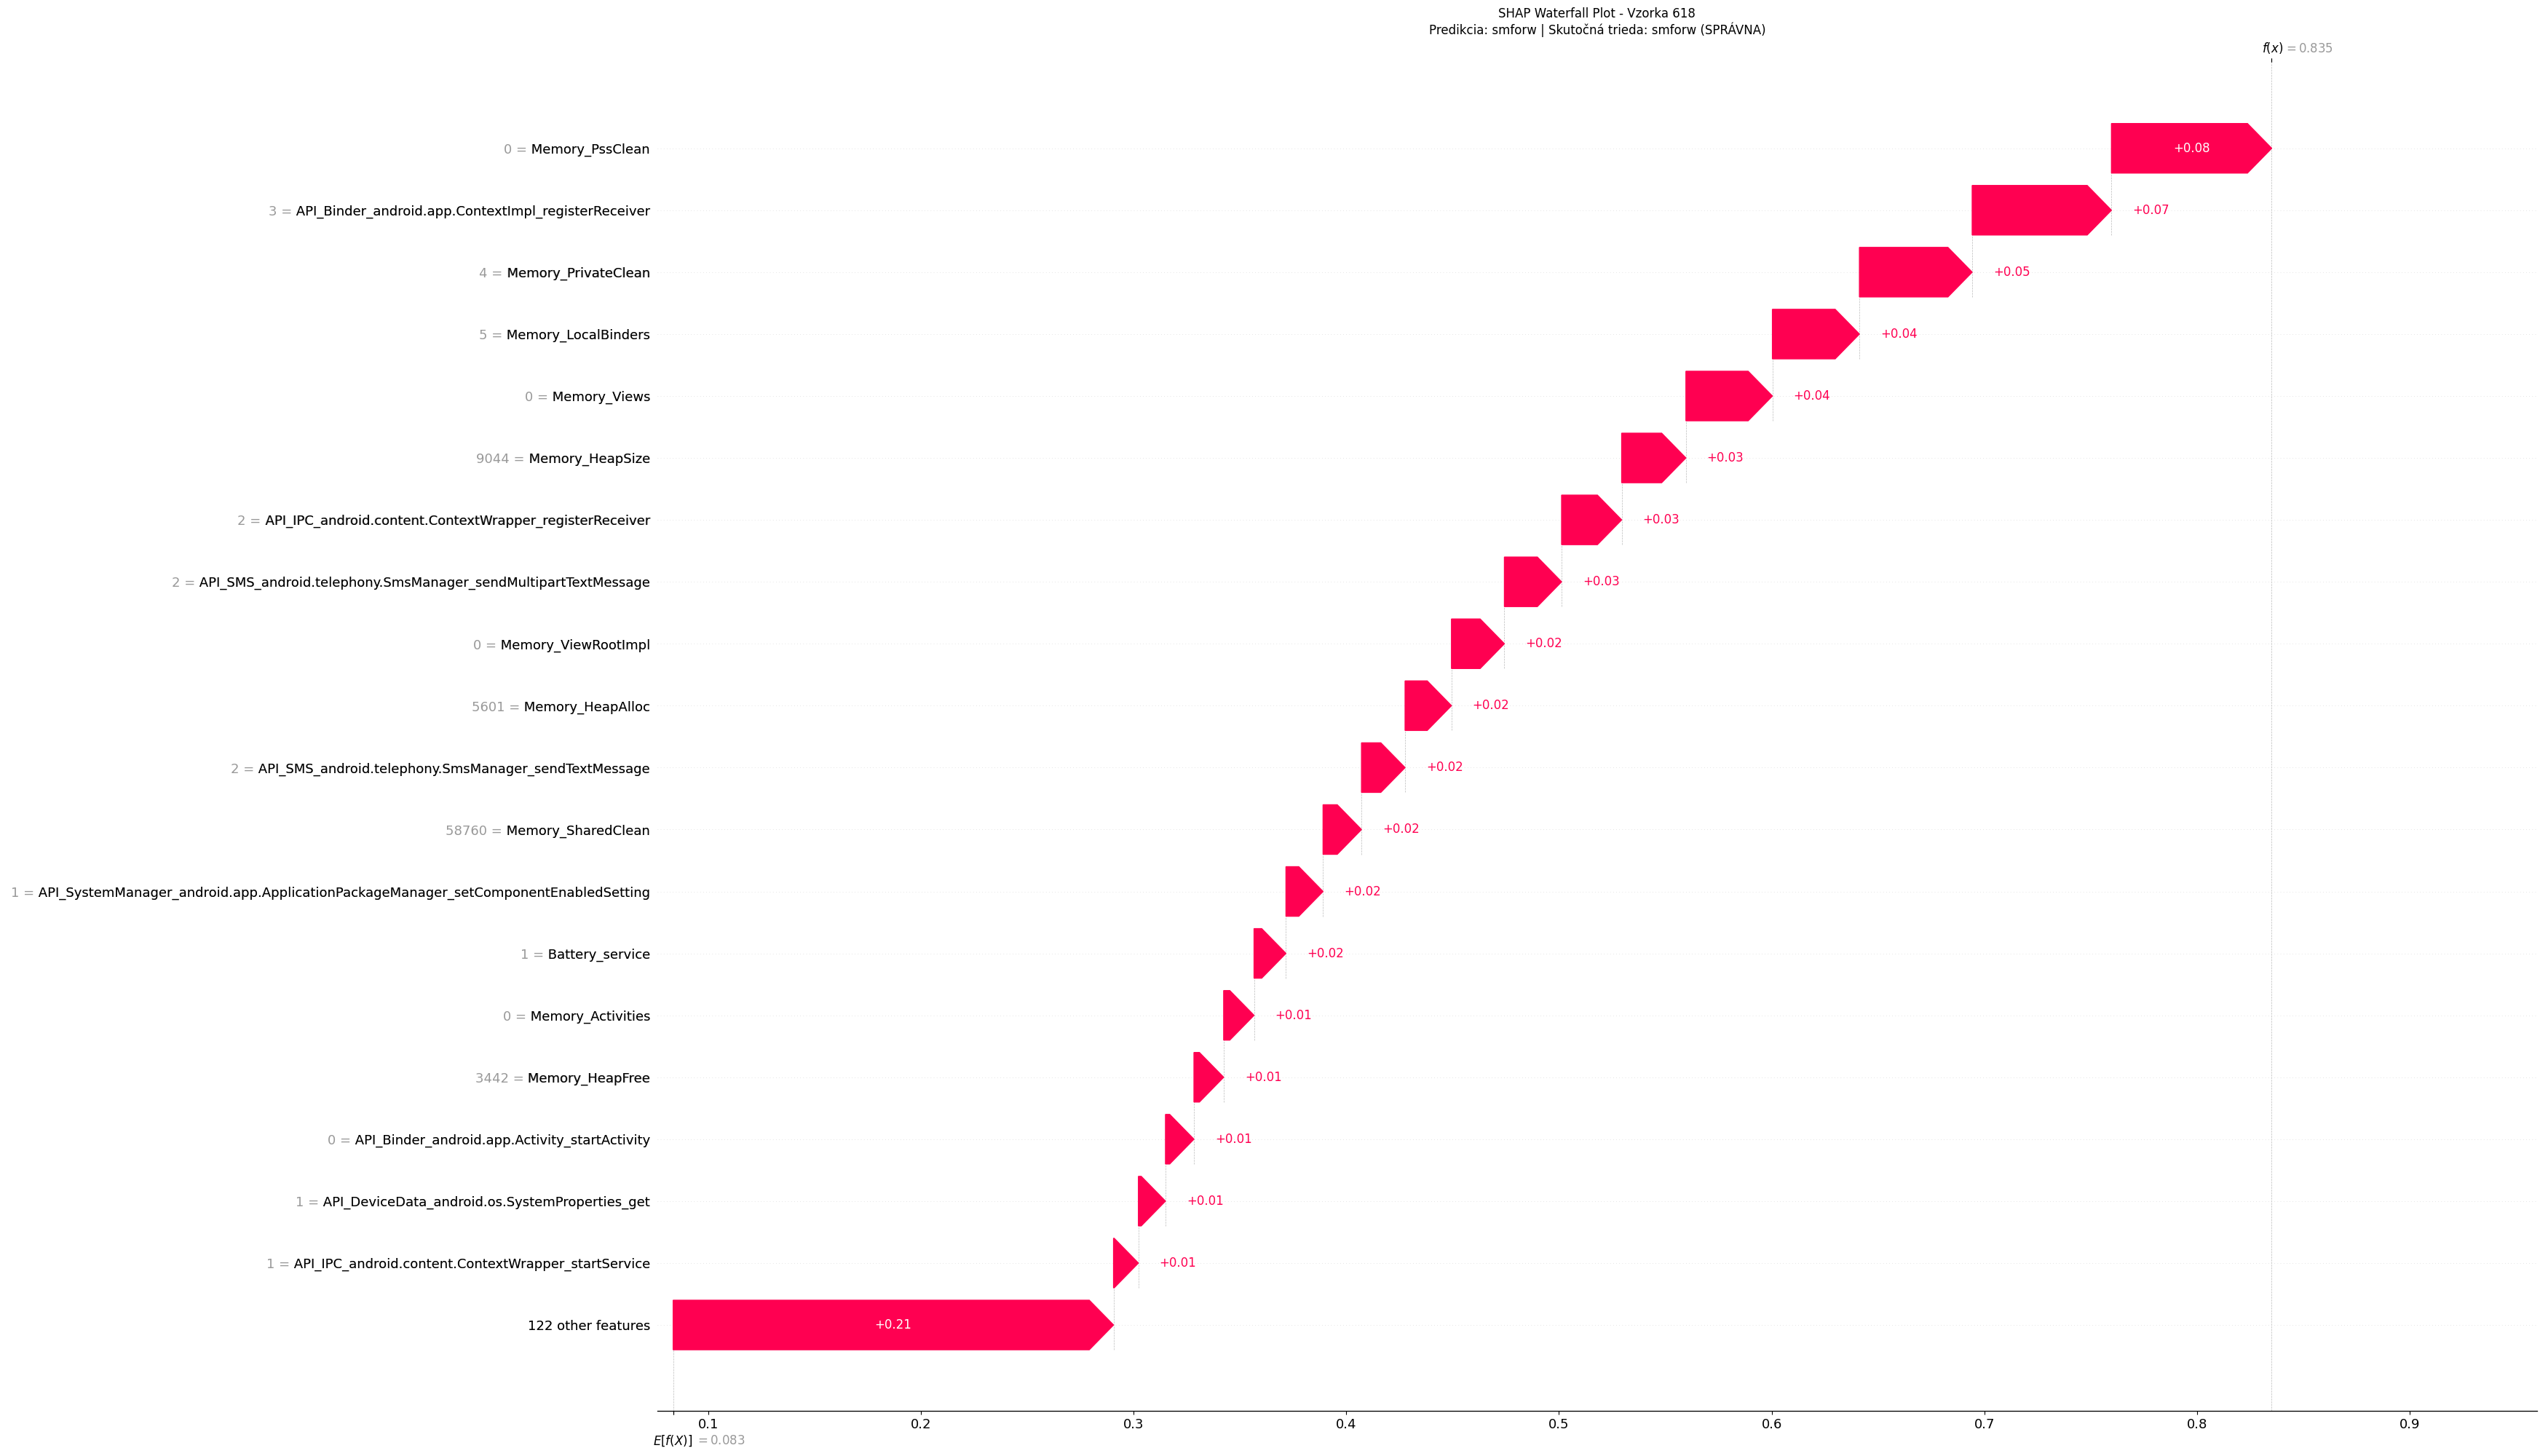 SHAP Waterfall Plot - Vzorka 618
Predikcia: smforw | Skutočná trieda: smforw (SPRÁVNA)
f(x) = 0.835
0 = Memory_PssClean
+0.08
3 = API_Binder_android.app.ContextImpl_registerReceiver
+0.07
4 = Memory_PrivateClean
+0.05
5 = Memory_LocalBinders
+0.04
0 = Memory_Views
+0.04
9044 = Memory_HeapSize
+0.03
2 = API_IPC_android.content.ContextWrapper_registerReceiver
+0.03
2 = API_SMS_android.telephony.SmsManager_sendMultipartTextMessage
+0.03
0 = Memory_ViewRootImpl
+0.02
5601 = Memory_HeapAlloc
+0.02
2 = API_SMS_android.telephony.SmsManager_sendTextMessage
+0.02
58760 = Memory_SharedClean
+0.02
1 = API_SystemManager_android.app.ApplicationPackageManager_setComponentEnabledSetting
+0.02
1 = Battery_service
+0.02
0 = Memory_Activities
+0.01
3442 = Memory_HeapFree
+0.01
0 = API_Binder_android.app.Activity_startActivity
+0.01
1 = API_DeviceData_android.os.SystemProperties_get
+0.01
1 = API_IPC_android.content.ContextWrapper_startService
+0.01
122 other features
+0.21
0.1 0.2 0.3 0.4 0.5 0.6 0.7 0.8 0.9
E[f(X)] = 0.083